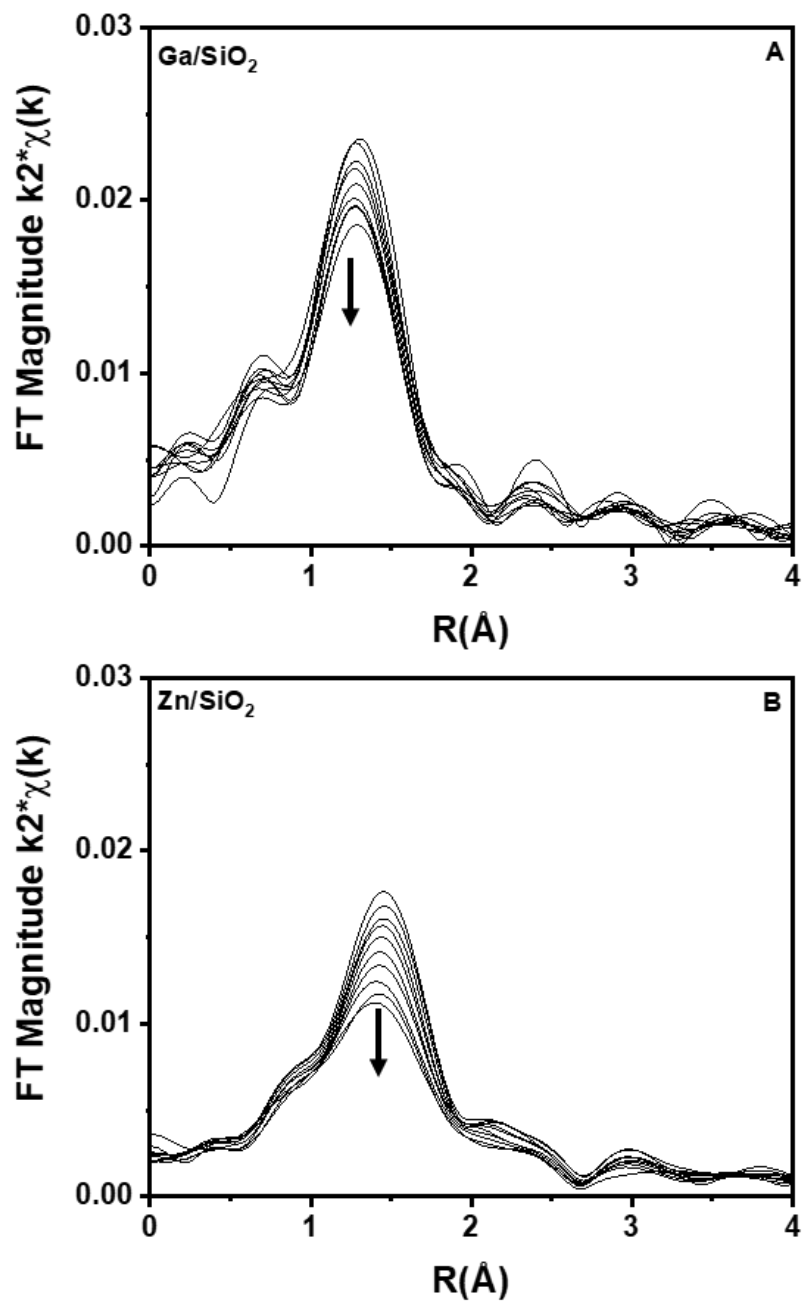 Ga/SiO₂
A
FT Magnitude k2*χ(k)
0.03
0.02
0.01
0.00
0 1 2 3 4
R(Å)
Zn/SiO₂
B
FT Magnitude k2*χ(k)
0.03
0.02
0.01
0.00
0 1 2 3 4
R(Å)